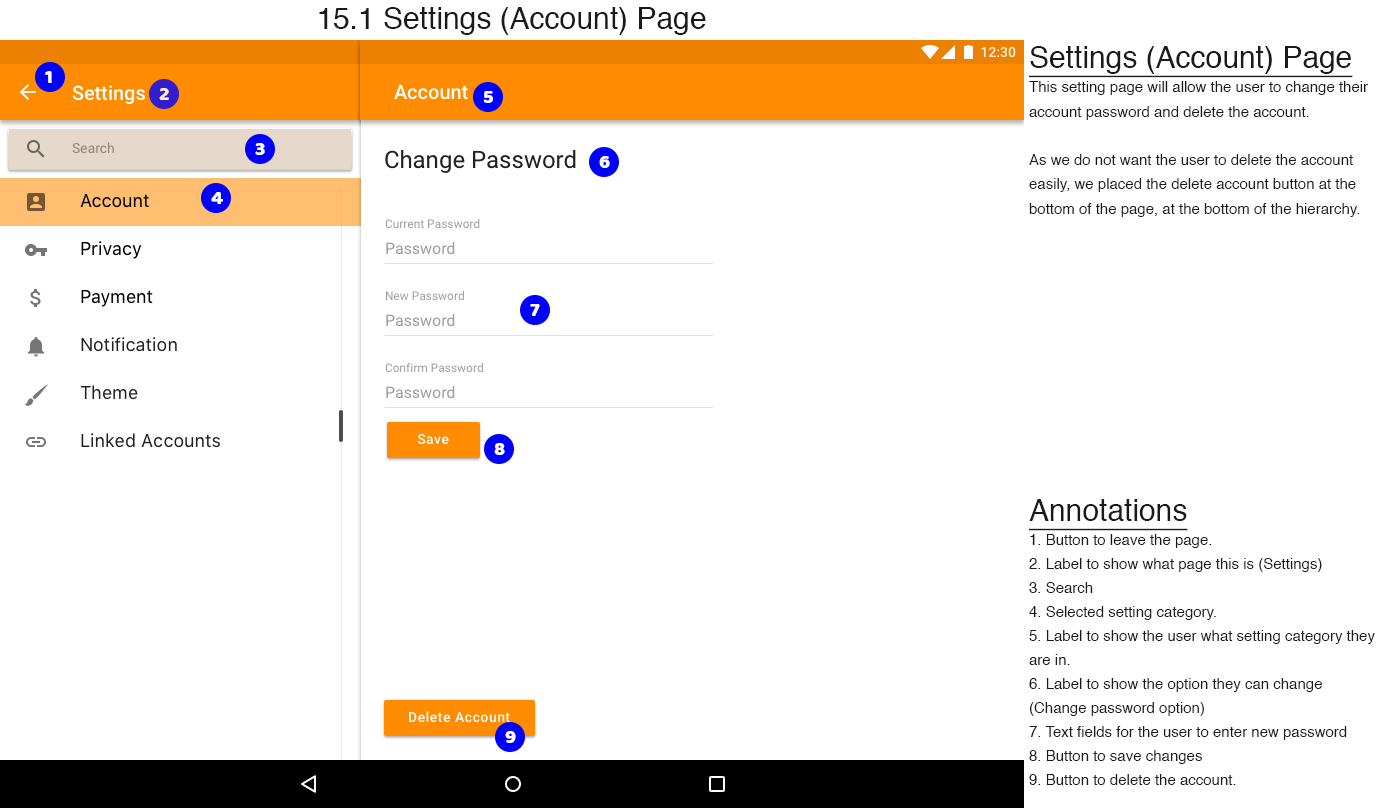 15.1 Settings (Account) Page
12:30
1
Settings 2
Account 5
Search 3
Account 4
Privacy
Payment
Notification
Theme
Linked Accounts
Change Password 6
Current Password
Password
New Password
Password 7
Confirm Password
Password
Save 8
Delete Account
9
Settings (Account) Page
This setting page will allow the user to change their
account password and delete the account.
As we do not want the user to delete the account
easily, we placed the delete account button at the
bottom of the page, at the bottom of the hierarchy.
Annotations
1. Button to leave the page.
2. Label to show what page this is (Settings)
3. Search
4. Selected setting category.
5. Label to show the user what setting category they
are in.
6. Label to show the option they can change
(Change password option)
7. Text fields for the user to enter new password
8. Button to save changes
9. Button to delete the account.